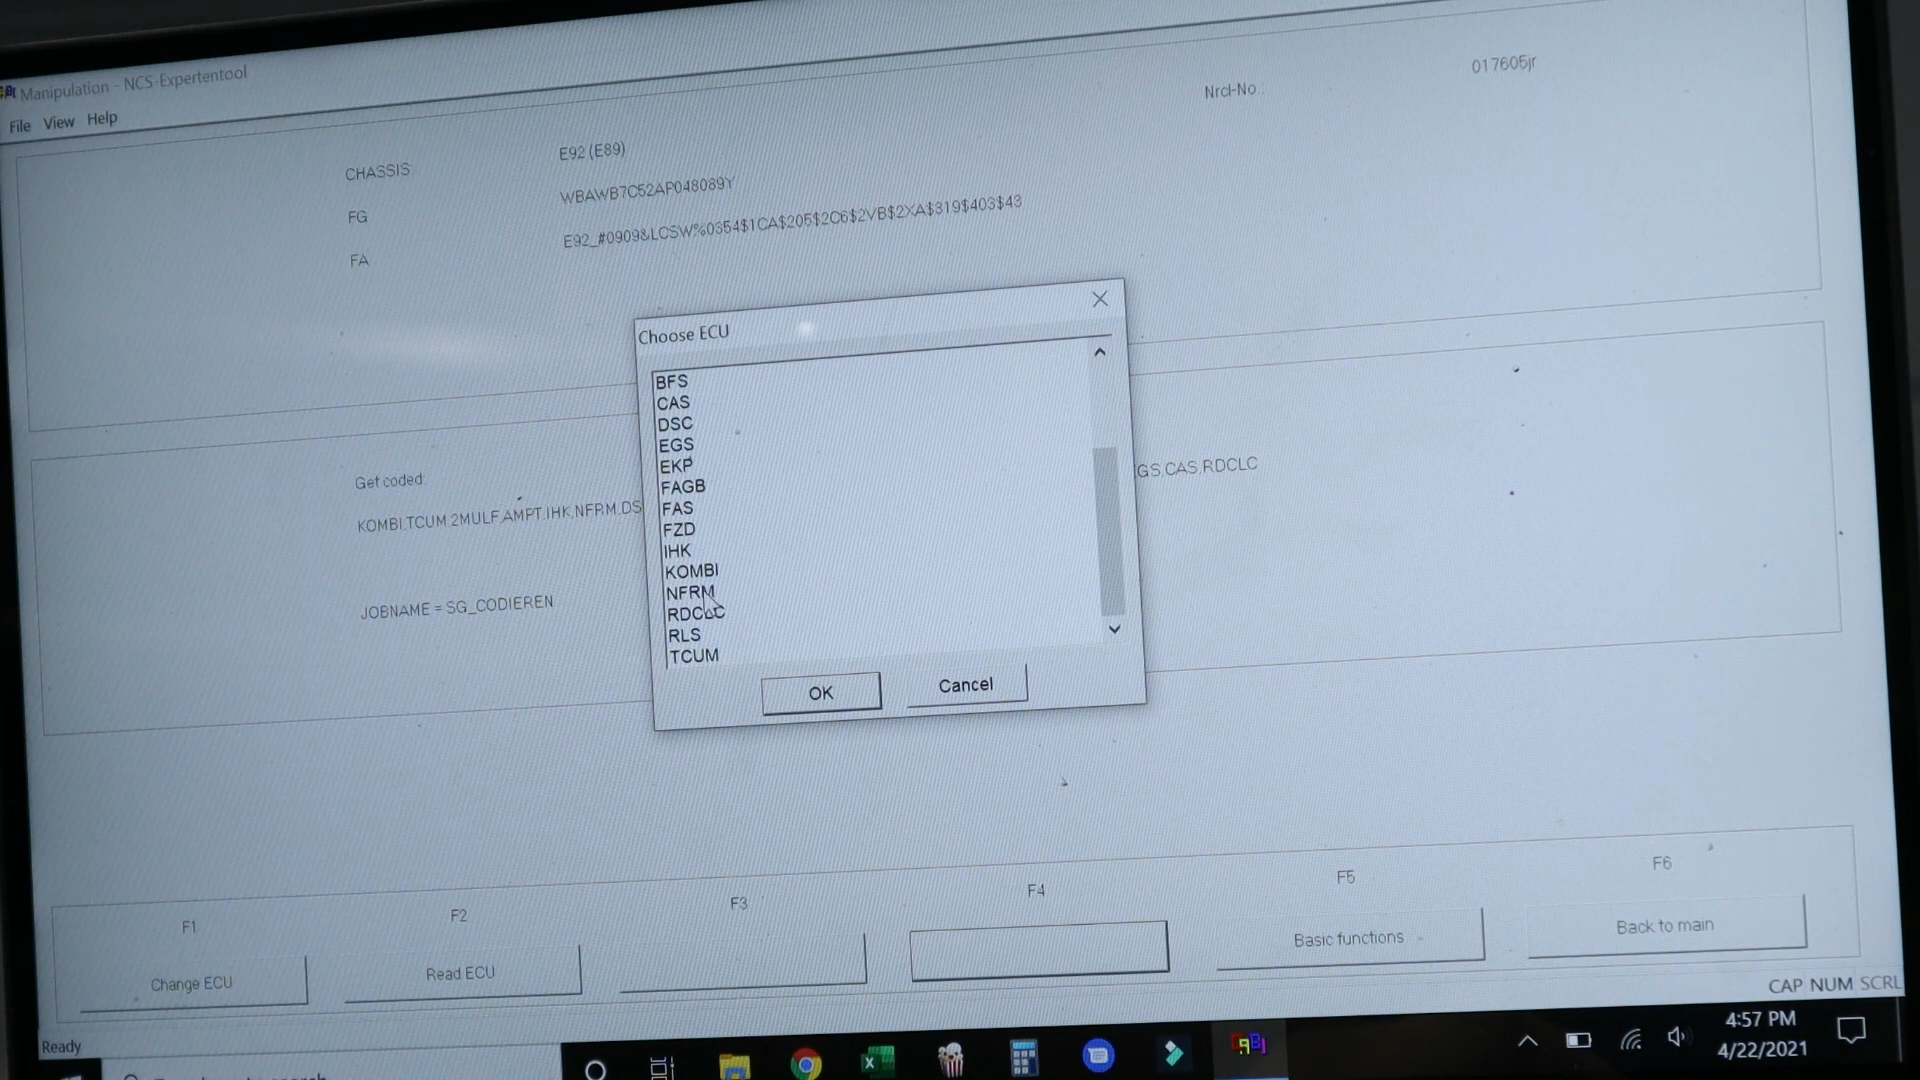 Manipulation - NCS-Expertentool
File View Help
Nrcl-No.:
017605jr
CHASSIS
E92 (E89)
FG
WBAWB7C52AP048089Y
FA
E92_#0909&LCSW%0354$1CA$205$2C6$2VB$2XA$319$403$43
Choose ECU
BFS
CAS
DSC
EGS
EKP
FAGB
FAS
FZD
IHK
KOMBI
NFRM
RDCLC
RLS
TCUM
OK
Cancel
Get coded:
KOMBI,TCUM,2MULF,AMPT,IHK,NFRM,DS
GS,CAS,RDCLC
JOBNAME = SG_CODIEREN
F1
F2
F3
F4
F5
F6
Change ECU
Read ECU
Basic functions
Back to main
Ready
CAP NUM SCRL
4:57 PM
4/22/2021